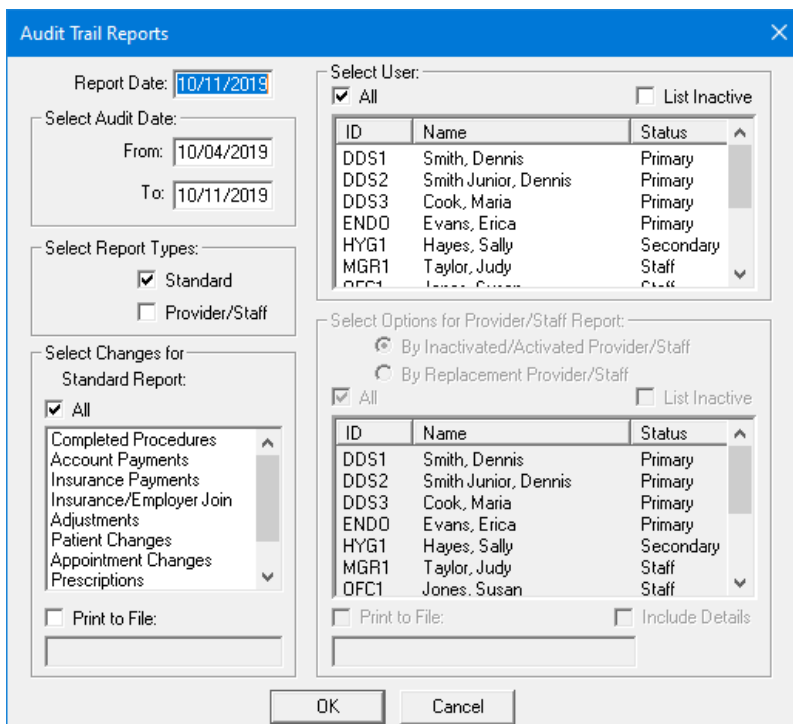 Audit Trail Reports
Report Date: 10/11/2019
Select Audit Date:
From: 10/04/2019
To: 10/11/2019
Select Report Types:
Standard
Provider/Staff
Select Changes for
Standard Report:
All
Completed Procedures
Account Payments
Insurance Payments
Insurance/Employer Join
Adjustments
Patient Changes
Appointment Changes
Prescriptions
Print to File:
Select User:
All List Inactive
ID Name Status
DDS1 Smith, Dennis Primary
DDS2 Smith Junior, Dennis Primary
DDS3 Cook, Maria Primary
ENDO Evans, Erica Primary
HYG1 Hayes, Sally Secondary
MGR1 Taylor, Judy Staff
OFC1 Jones, Susan Staff
Select Options for Provider/Staff Report:
By Inactivated/Activated Provider/Staff
By Replacement Provider/Staff
All List Inactive
ID Name Status
DDS1 Smith, Dennis Primary
DDS2 Smith Junior, Dennis Primary
DDS3 Cook, Maria Primary
ENDO Evans, Erica Primary
HYG1 Hayes, Sally Secondary
MGR1 Taylor, Judy Staff
OFC1 Jones, Susan Staff
Print to File: Include Details
OK Cancel